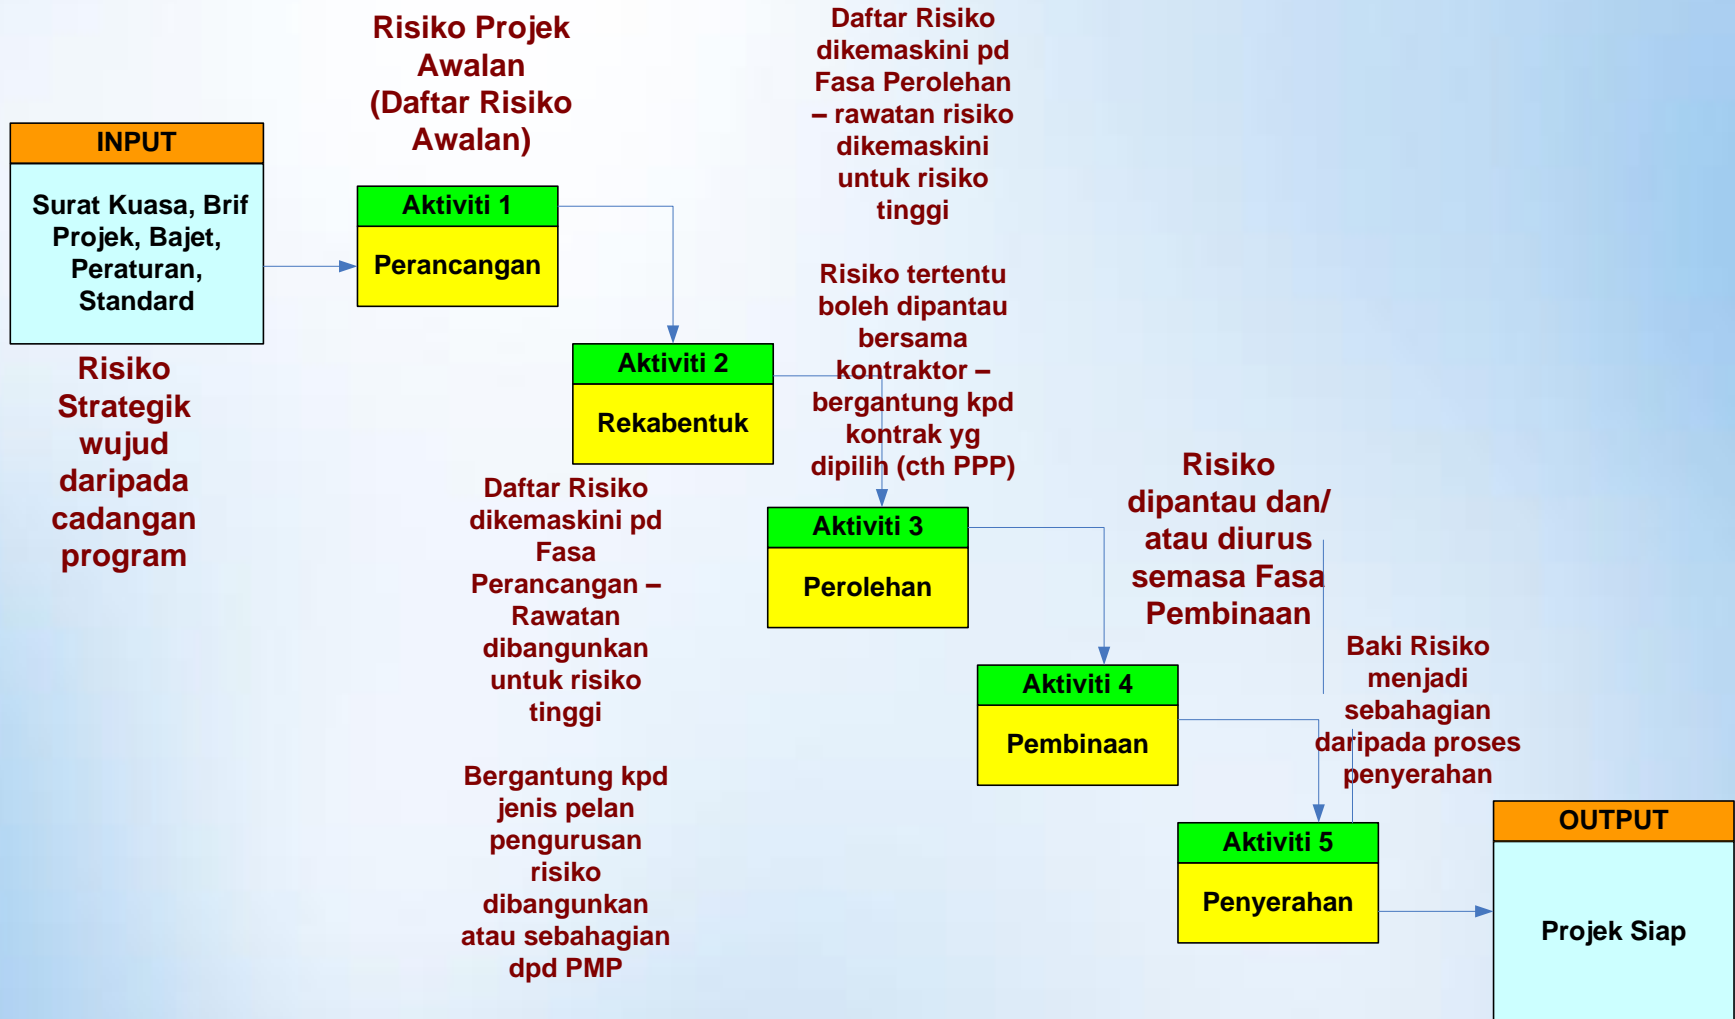 INPUT
Surat Kuasa, Brif
Projek, Bajet,
Peraturan,
Standard
Risiko
Strategik
wujud
daripada
cadangan
program
Risiko Projek
Awalan
(Daftar Risiko
Awalan)
Aktiviti 1
Perancangan
Aktiviti 2
Rekabentuk
Daftar Risiko
dikemaskini pd
Fasa
Perancangan –
Rawatan
dibangunkan
untuk risiko
tinggi
Bergantung kpd
jenis pelan
pengurusan
risiko
dibangunkan
atau sebahagian
dpd PMP
Daftar Risiko
dikemaskini pd
Fasa Perolehan
– rawatan risiko
dikemaskini
untuk risiko
tinggi
Risiko tertentu
boleh dipantau
bersama
kontraktor –
bergantung kpd
kontrak yg
dipilih (cth PPP)
Aktiviti 3
Perolehan
Risiko
dipantau dan/
atau diurus
semasa Fasa
Pembinaan
Aktiviti 4
Pembinaan
Baki Risiko
menjadi
sebahagian
daripada proses
penyerahan
Aktiviti 5
Penyerahan
OUTPUT
Projek Siap